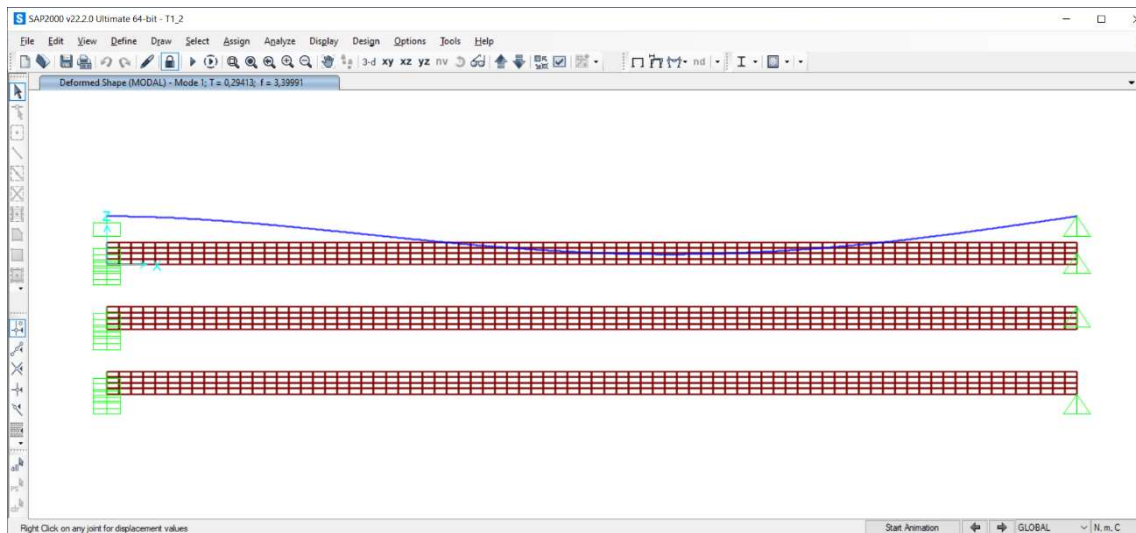 SAP2000 v22.2.0 Ultimate 64-bit - T1_2
File Edit View Define Draw Select Assign Analyze Display Design Options Tools Help
3-d xy xz yz nv nd
Deformed Shape (MODAL) - Mode 1; T = 0,29413; f = 3,39991
Z
X
all
Right Click on any joint for displacement values
Start Animation GLOBAL N, m, C